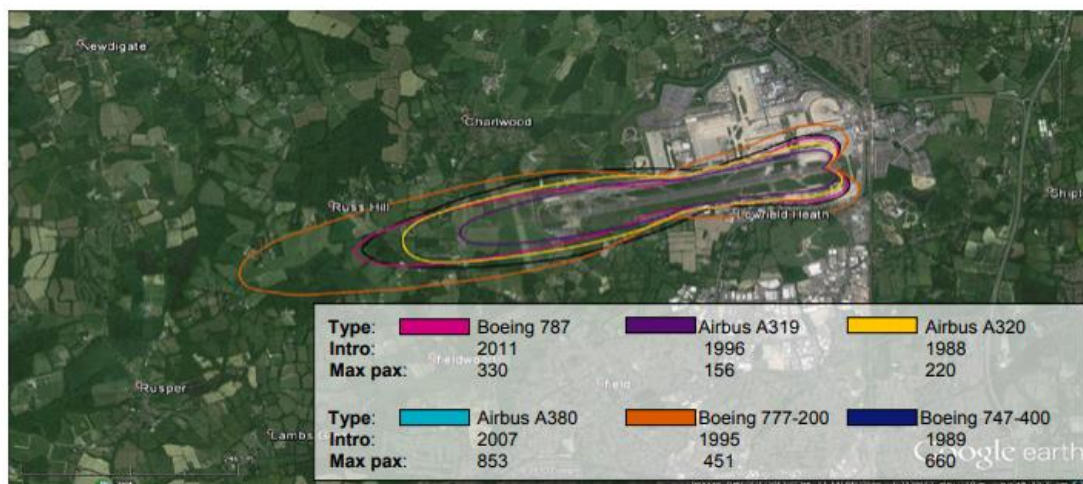 Newdigate
Charlwood
Russ Hill
Lowfield Heath
Rusper
Type: Boeing 787 Airbus A319 Airbus A320
Intro: 2011 1996 1988
Max pax: 330 156 220
Type: Airbus A380 Boeing 777-200 Boeing 747-400
Intro: 2007 1995 1989
Max pax: 853 451 660
Google earth